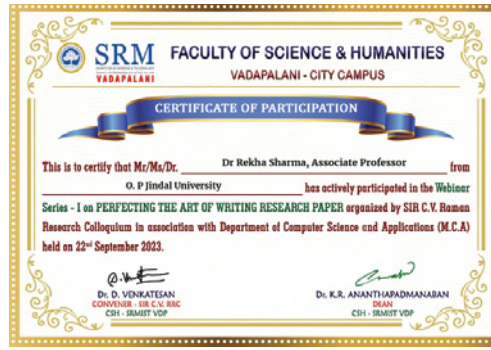 SRM
VADAPALANI
FACULTY OF SCIENCE & HUMANITIES
VADAPALANI - CITY CAMPUS
CERTIFICATE OF PARTICIPATION
This is to certify that Mr/Ms/Dr. Dr Rekha Sharma, Associate Professor from
O. P Jindal University has actively participated in the Webinar
Series - I on PERFECTING THE ART OF WRITING RESEARCH PAPER organized by SIR C.V. Raman
Research Colloquium in association with Department of Computer Science and Applications (M.C.A)
held on 22nd September 2023.
Dr. D. VENKATESAN
CONVENER - SIR C.V. RRC
CSH - SRMIST VDP
Dr. K.R. ANANTHAPADMANABAN
DEAN
CSH - SRMIST VDP